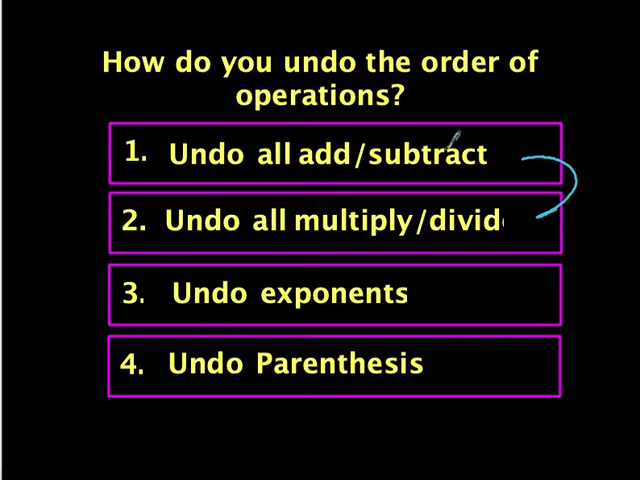 How do you undo the order of
operations?
1. Undo all add/subtract
2. Undo all multiply/divid
3. Undo exponents
4. Undo Parenthesis